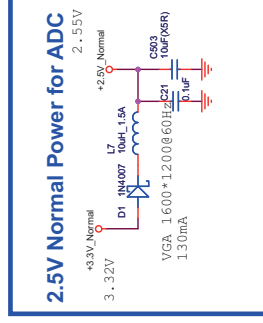 2.5V Normal Power for ADC
2.55V
+2.5V_Normal
C503
10uF(X5R)
L7
10uH_1.5A
C21
0.1uF
D1 1N4007
+3.3V_Normal
3.32V
VGA 1600*1200@60Hz
130mA